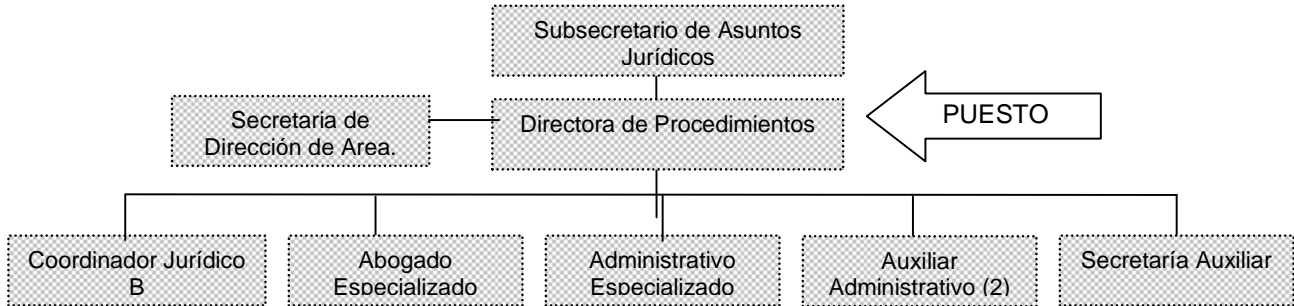 Subsecretario de Asuntos
Jurídicos
Secretaria de
Dirección de Area.
Directora de Procedimientos
PUESTO
Coordinador Jurídico
B
Abogado
Especializado
Administrativo
Especializado
Auxiliar
Administrativo (2)
Secretaría Auxiliar